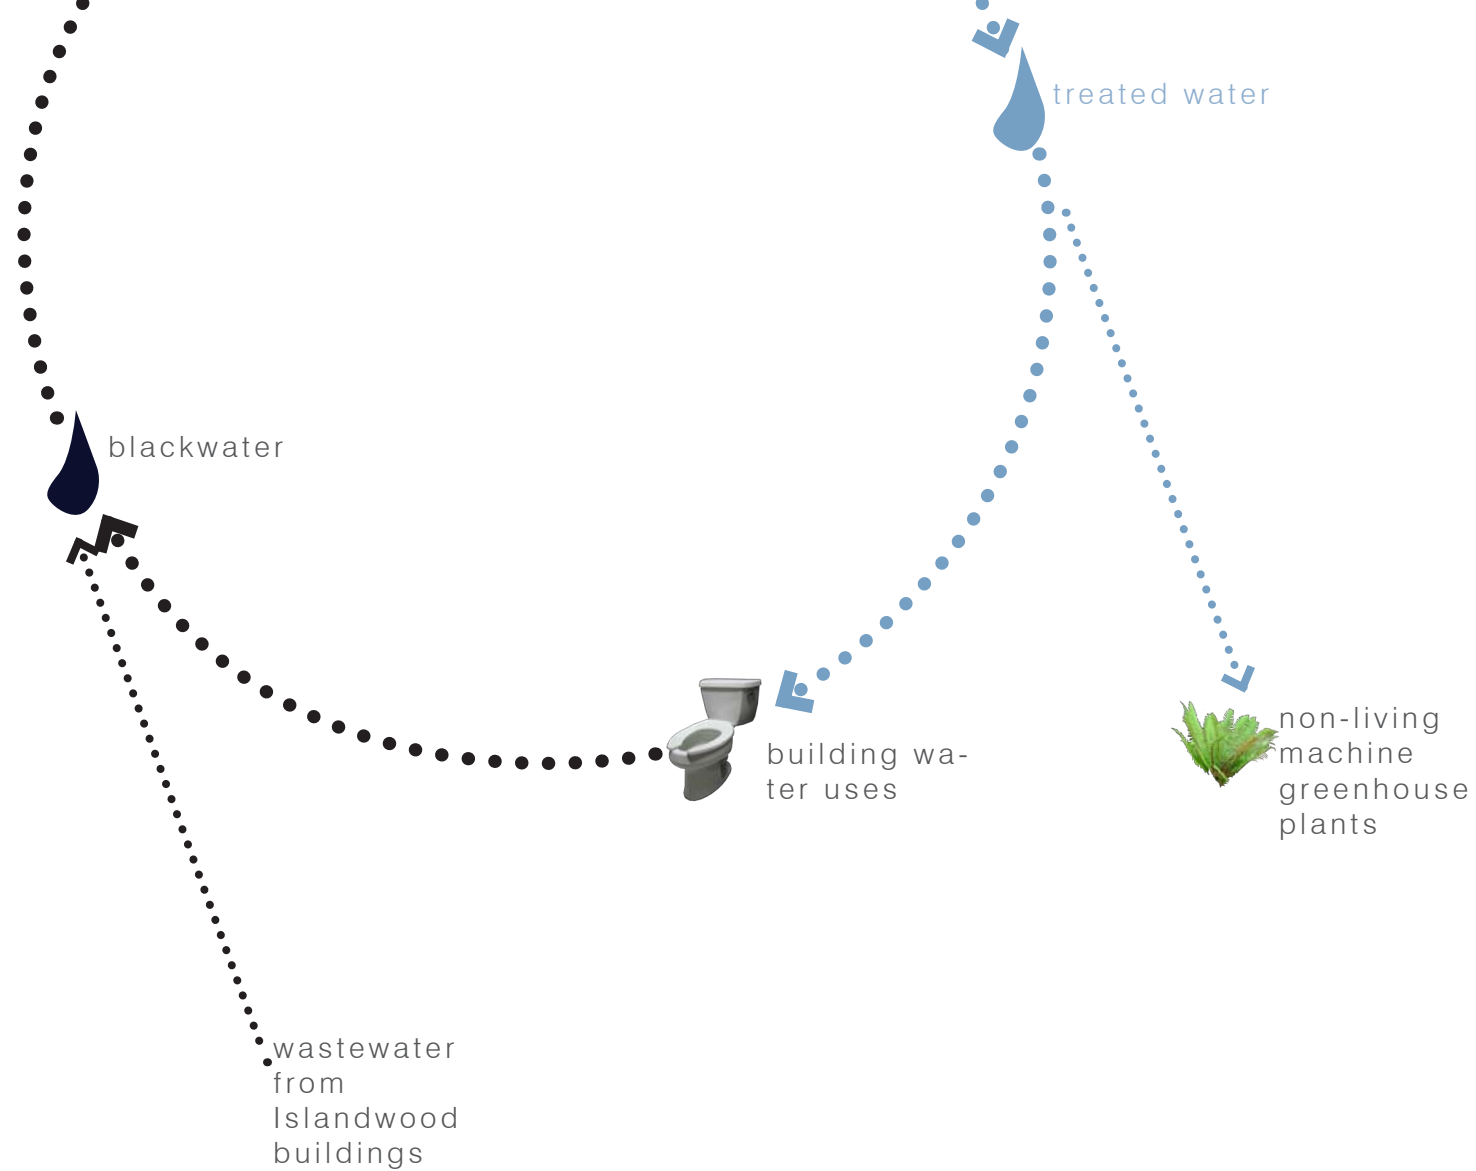 treated water
blackwater
building wa-
ter uses
non-living
machine
greenhouse
plants
wastewater
from
Islandwood
buildings